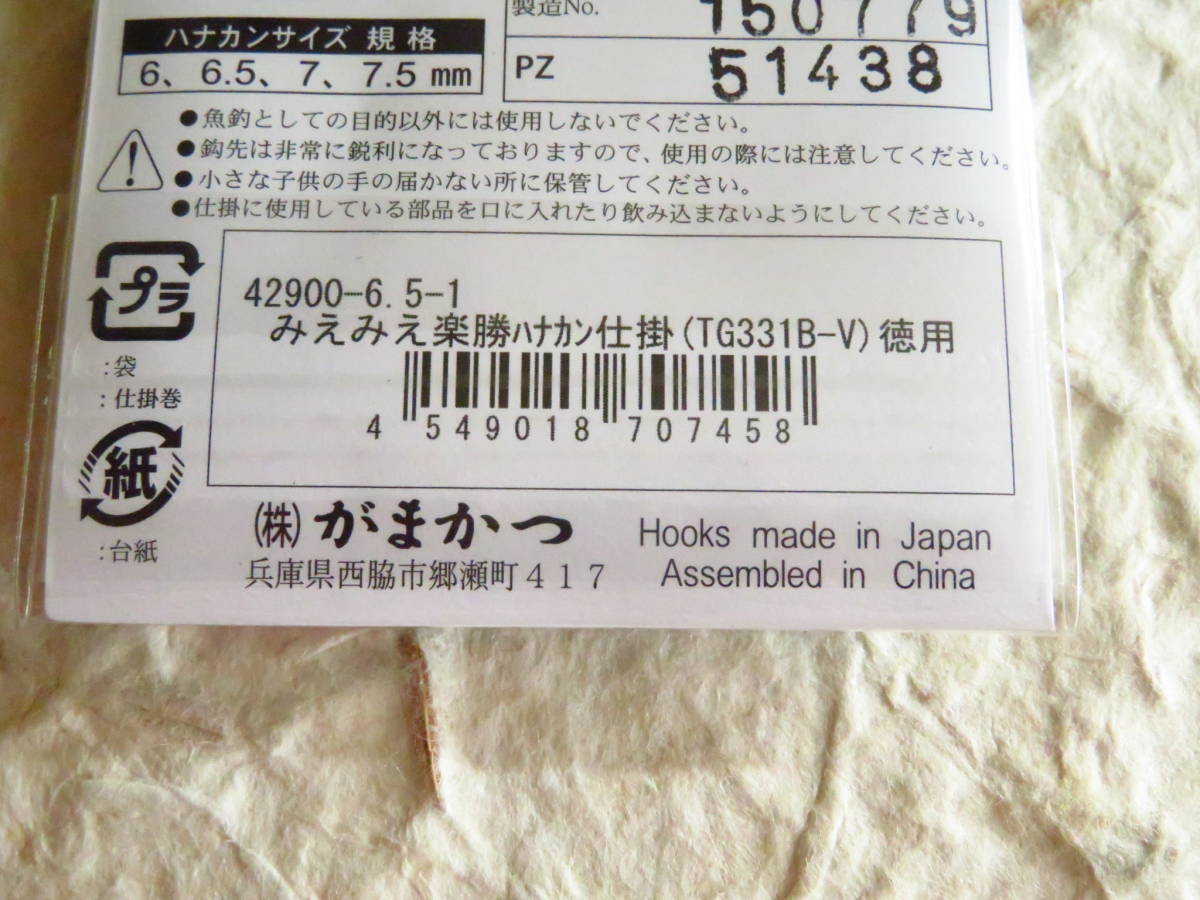 製造No. 150779
ハナカンサイズ 規格
6、6.5、7、7.5 mm
PZ 51438
●魚釣としての目的以外には使用しないでください。
●鈎先は非常に鋭利になっておりますので、使用の際には注意してください。
●小さな子供の手の届かない所に保管してください。
●仕掛に使用している部品を口に入れたり飲み込まないようにしてください。
プラ
:袋
:仕掛巻
紙
:台紙
42900-6.5-1
みえみえ楽勝ハナカン仕掛(TG331B-V)徳用
4 549018 707458
(株)がまかつ
兵庫県西脇市郷瀬町417
Hooks made in Japan
Assembled in China